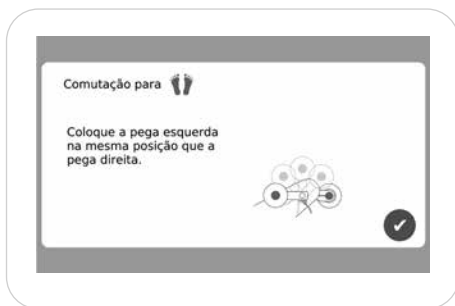 Comutação para
Coloque a pega esquerda
na mesma posição que a
pega direita.